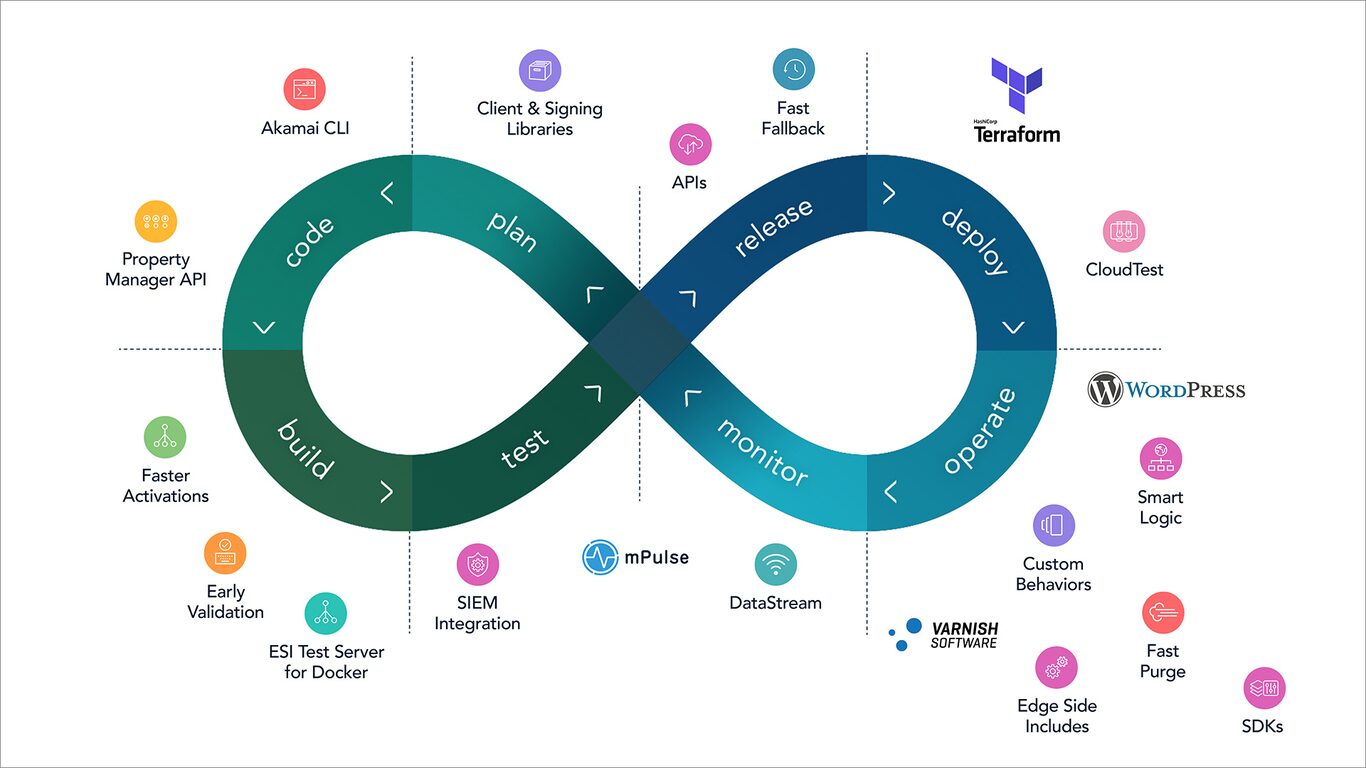 Akamai CLI
Client & Signing
Libraries
APIs
Fast
Fallback
HashiCorp
Terraform
Property
Manager API
CloudTest
code
plan
release
deploy
build
test
monitor
operate
WORDPRESS
Faster
Activations
Smart
Logic
Early
Validation
ESI Test Server
for Docker
SIEM
Integration
mPulse
DataStream
Custom
Behaviors
VARNISH
SOFTWARE
Fast
Purge
Edge Side
Includes
SDKs